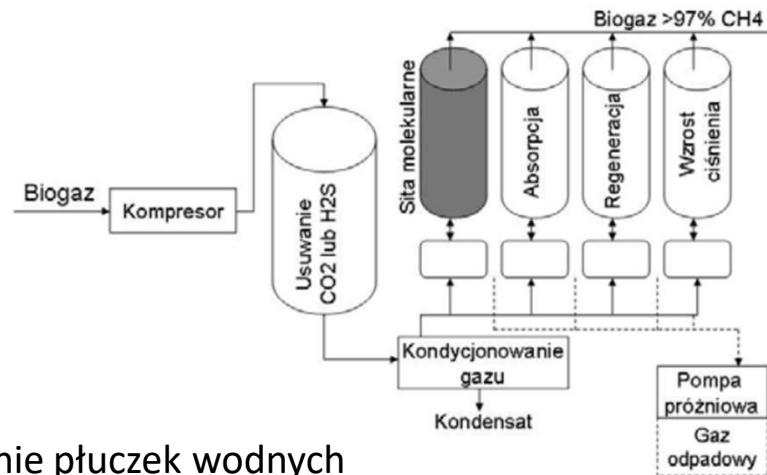 Biogaz >97% CH4
Sita molekularne
Absorpcja
Regeneracja
Wzrost
ciśnienia
Biogaz
Kompresor
Usuwanie
CO2 lub H2S
Kondycjonowanie
gazu
Kondensat
Pompa
próżniowa
Gaz
odpadowy
nie płuczek wodnych